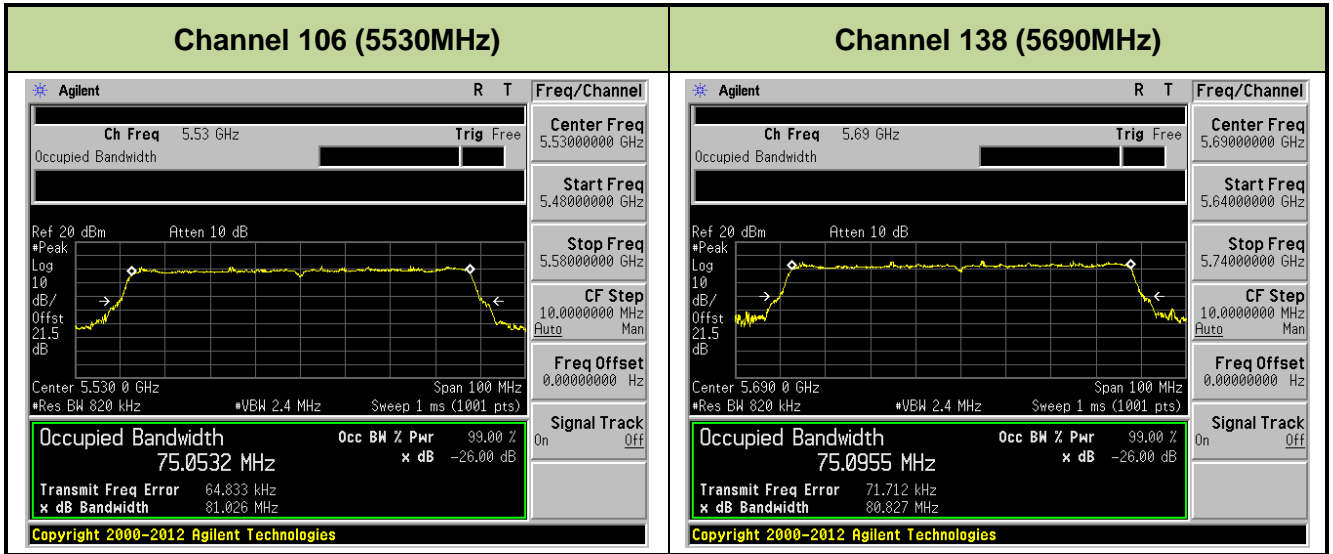 Channel 106 (5530MHz)
Agilent R T
Ch Freq 5.53 GHz Trig Free
Occupied Bandwidth
Ref 20 dBm Atten 10 dB
#Peak
Log
10
dB/
Offst
21.5
dB
Center 5.530 0 GHz Span 100 MHz
#Res BW 820 kHz #VBW 2.4 MHz Sweep 1 ms (1001 pts)
Occupied Bandwidth Occ BW % Pwr 99.00 %
75.0532 MHz x dB -26.00 dB
Transmit Freq Error 64.833 kHz
x dB Bandwidth 81.026 MHz
Copyright 2000-2012 Agilent Technologies
Freq/Channel
Center Freq
5.53000000 GHz
Start Freq
5.48000000 GHz
Stop Freq
5.58000000 GHz
CF Step
10.0000000 MHz
Auto Man
Freq Offset
0.00000000 Hz
Signal Track
On Off
Channel 138 (5690MHz)
Agilent R T
Ch Freq 5.69 GHz Trig Free
Occupied Bandwidth
Ref 20 dBm Atten 10 dB
#Peak
Log
10
dB/
Offst
21.5
dB
Center 5.690 0 GHz Span 100 MHz
#Res BW 820 kHz #VBW 2.4 MHz Sweep 1 ms (1001 pts)
Occupied Bandwidth Occ BW % Pwr 99.00 %
75.0955 MHz x dB -26.00 dB
Transmit Freq Error 71.712 kHz
x dB Bandwidth 80.827 MHz
Copyright 2000-2012 Agilent Technologies
Freq/Channel
Center Freq
5.69000000 GHz
Start Freq
5.64000000 GHz
Stop Freq
5.74000000 GHz
CF Step
10.0000000 MHz
Auto Man
Freq Offset
0.00000000 Hz
Signal Track
On Off